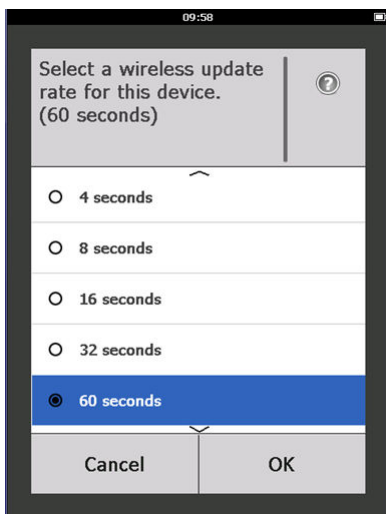 09:58
Select a wireless update
rate for this device.
(60 seconds)
?
4 seconds
8 seconds
16 seconds
32 seconds
60 seconds
Cancel
OK